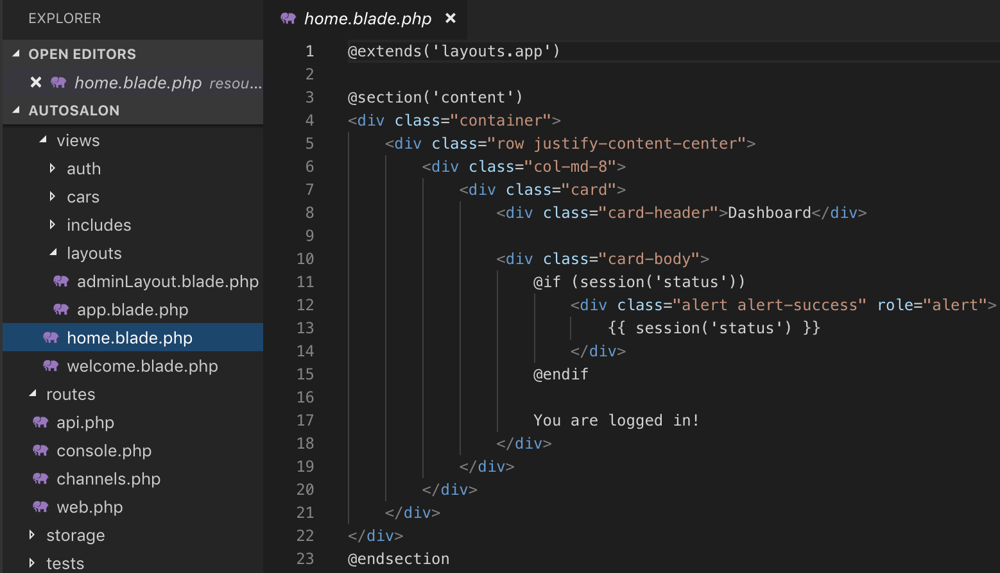 EXPLORER
OPEN EDITORS
home.blade.php resou...
AUTOSALON
views
auth
cars
includes
layouts
adminLayout.blade.php
app.blade.php
home.blade.php
welcome.blade.php
routes
api.php
console.php
channels.php
web.php
storage
tests
home.blade.php
1 @extends('layouts.app')
2
3 @section('content')
4 <div class="container">
5     <div class="row justify-content-center">
6         <div class="col-md-8">
7             <div class="card">
8                 <div class="card-header">Dashboard</div>
9
10                 <div class="card-body">
11                     @if (session('status'))
12                         <div class="alert alert-success" role="alert">
13                             {{ session('status') }}
14                         </div>
15                     @endif
16
17                     You are logged in!
18                 </div>
19             </div>
20         </div>
21     </div>
22 </div>
23 @endsection